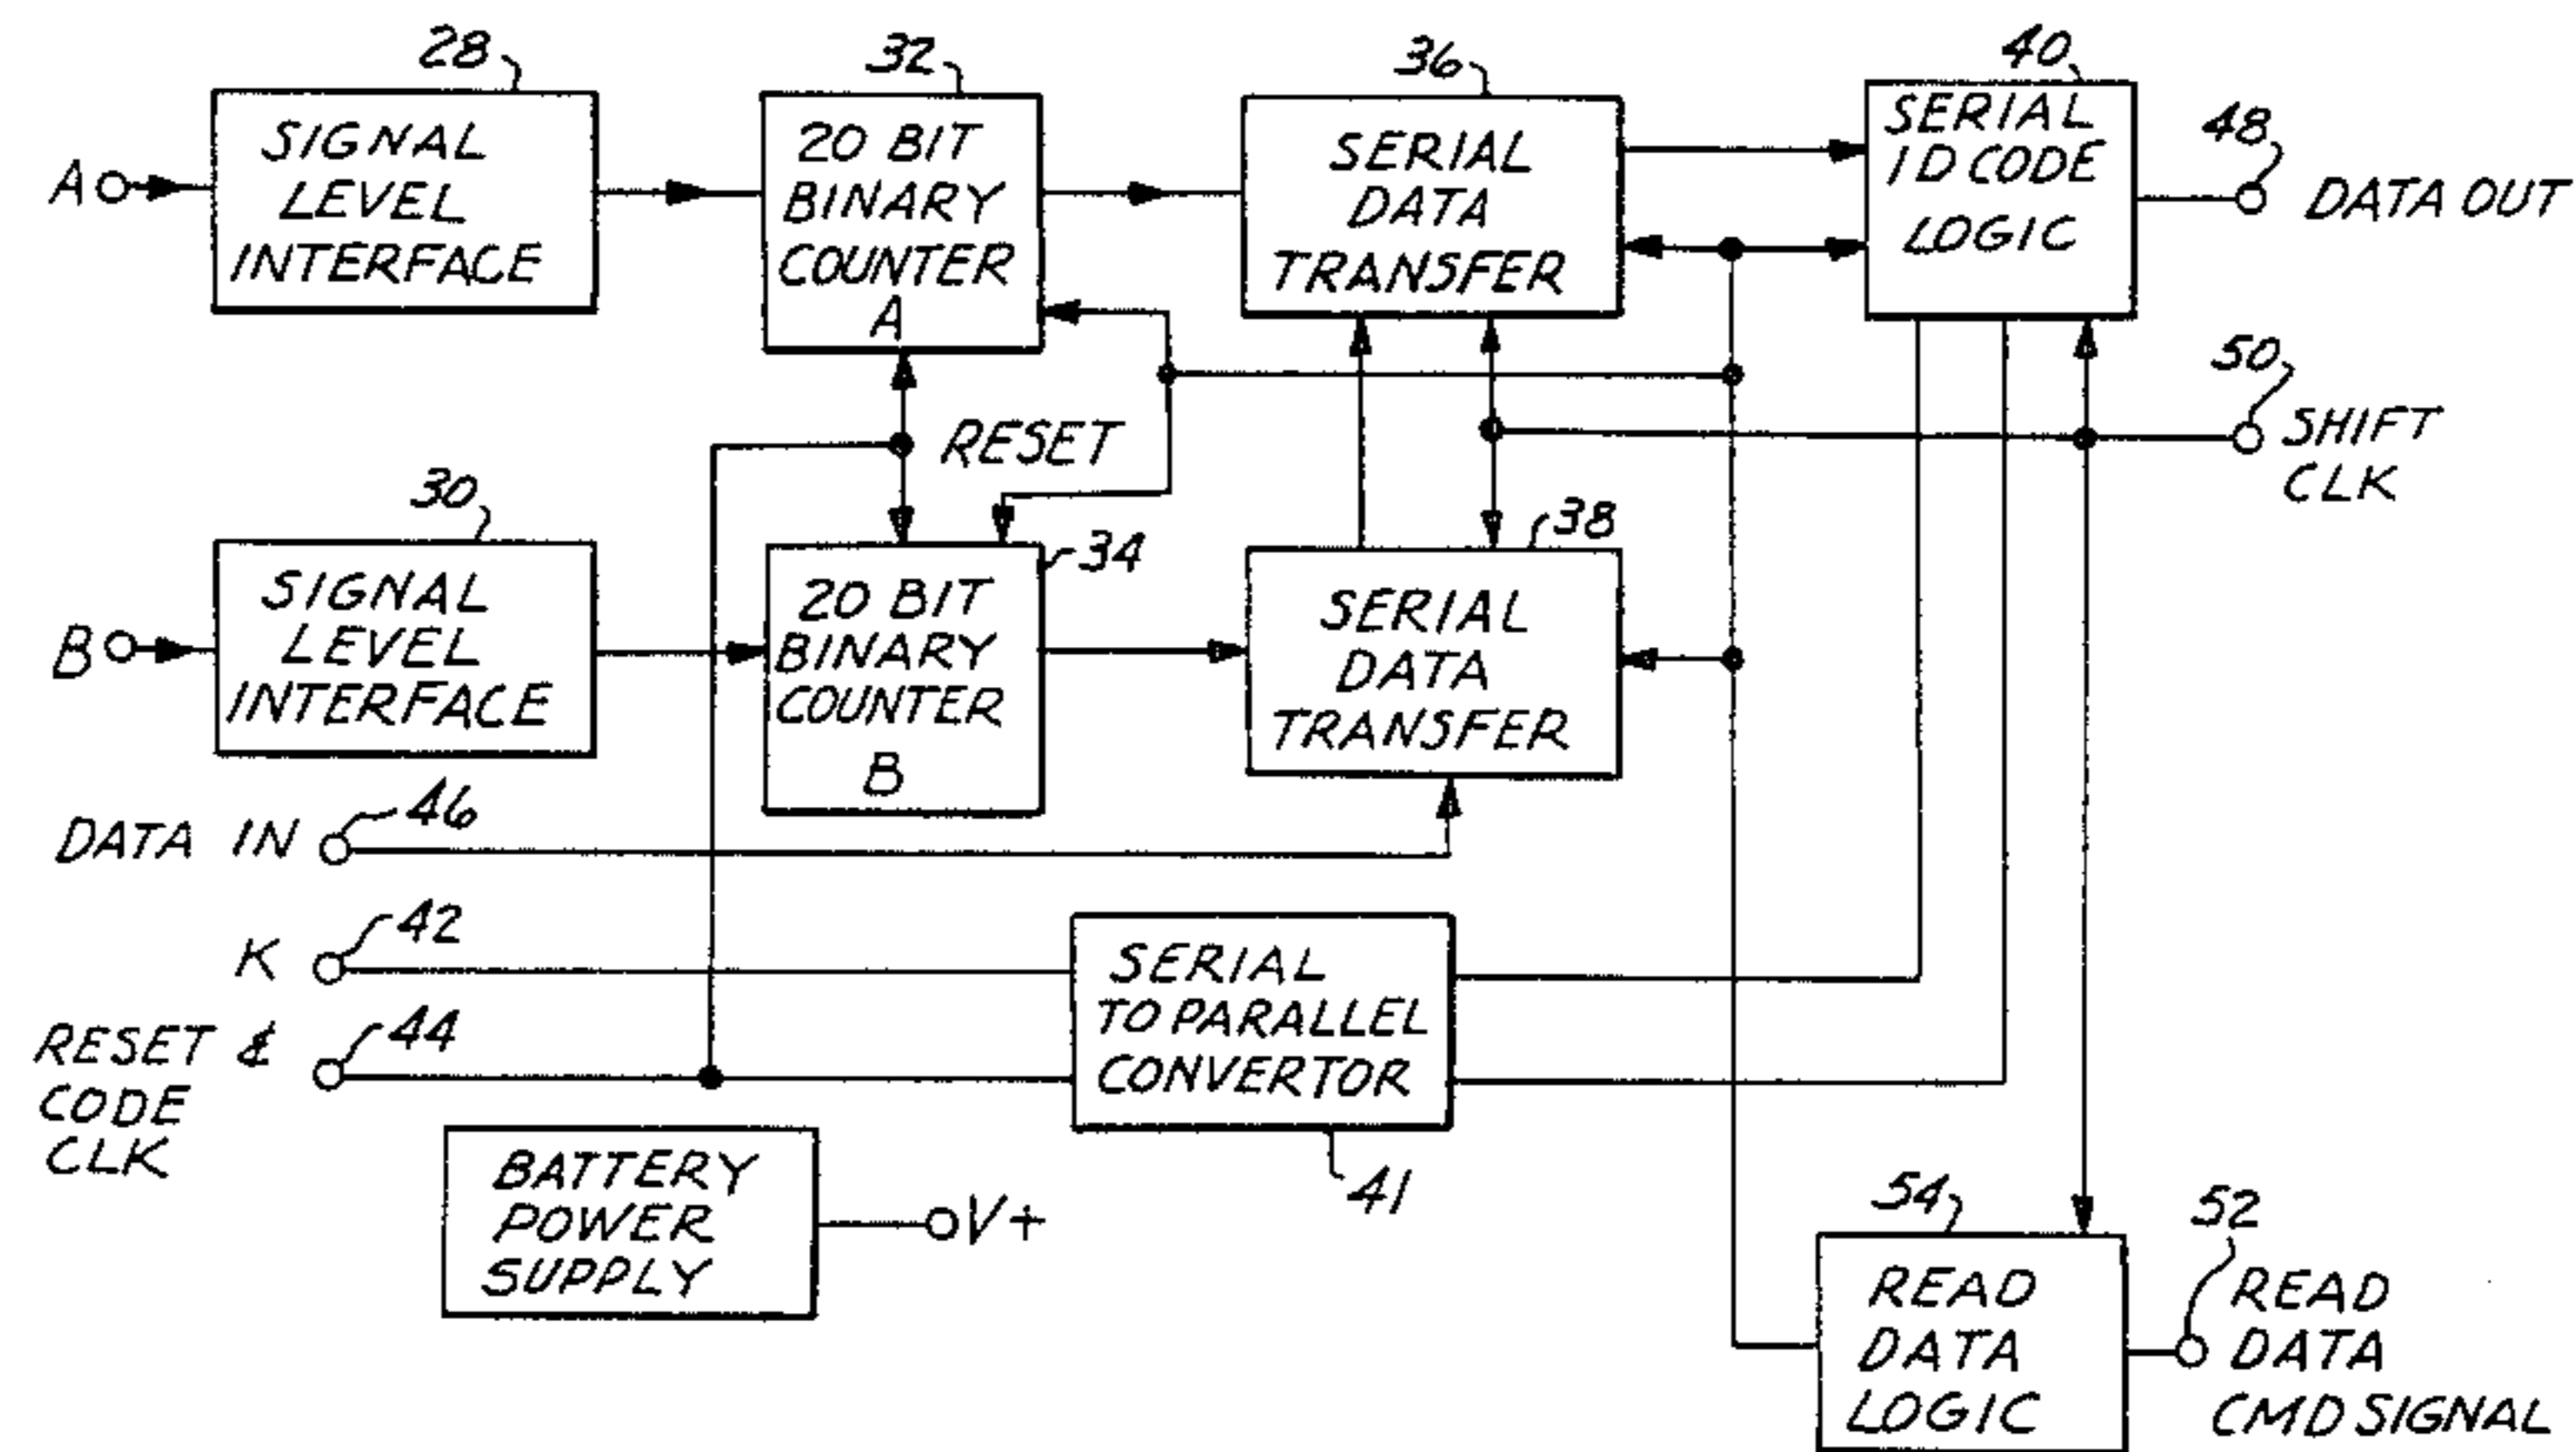 28
32
36
40
SIGNAL
LEVEL
INTERFACE
20 BIT
BINARY
COUNTER
A
SERIAL
DATA
TRANSFER
SERIAL
ID CODE
LOGIC
48
A
DATA OUT
50
SHIFT
CLK
RESET
30
34
38
B
SIGNAL
LEVEL
INTERFACE
20 BIT
BINARY
COUNTER
B
SERIAL
DATA
TRANSFER
DATA IN
46
K
42
RESET &
CODE
CLK
44
SERIAL
TO PARALLEL
CONVERTOR
41
BATTERY
POWER
SUPPLY
V+
54
52
READ
DATA
LOGIC
READ
DATA
CMD SIGNAL